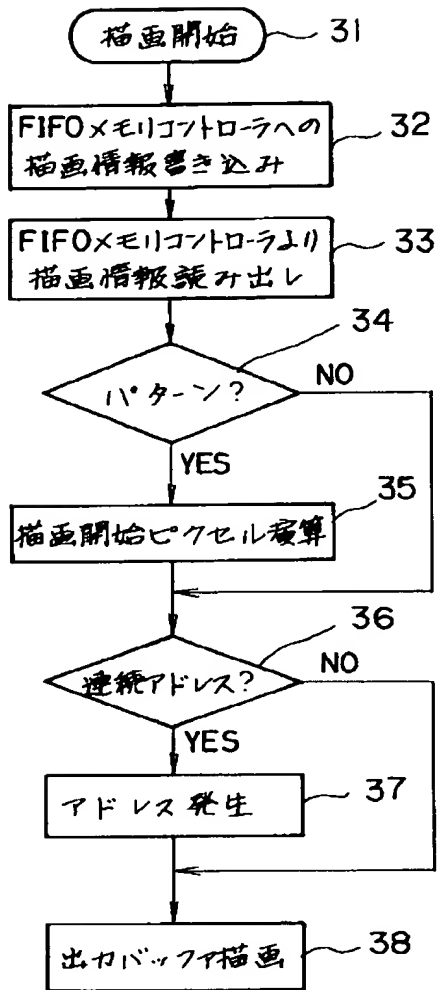 描画開始
31
FIFOメモリコントローラへの
描画情報書き込み
32
FIFOメモリコントローラより
描画情報読み出し
33
34
パターン?
NO
YES
35
描画開始ピクセル演算
36
連続アドレス?
NO
YES
アドレス発生
37
出力バッファ描画
38